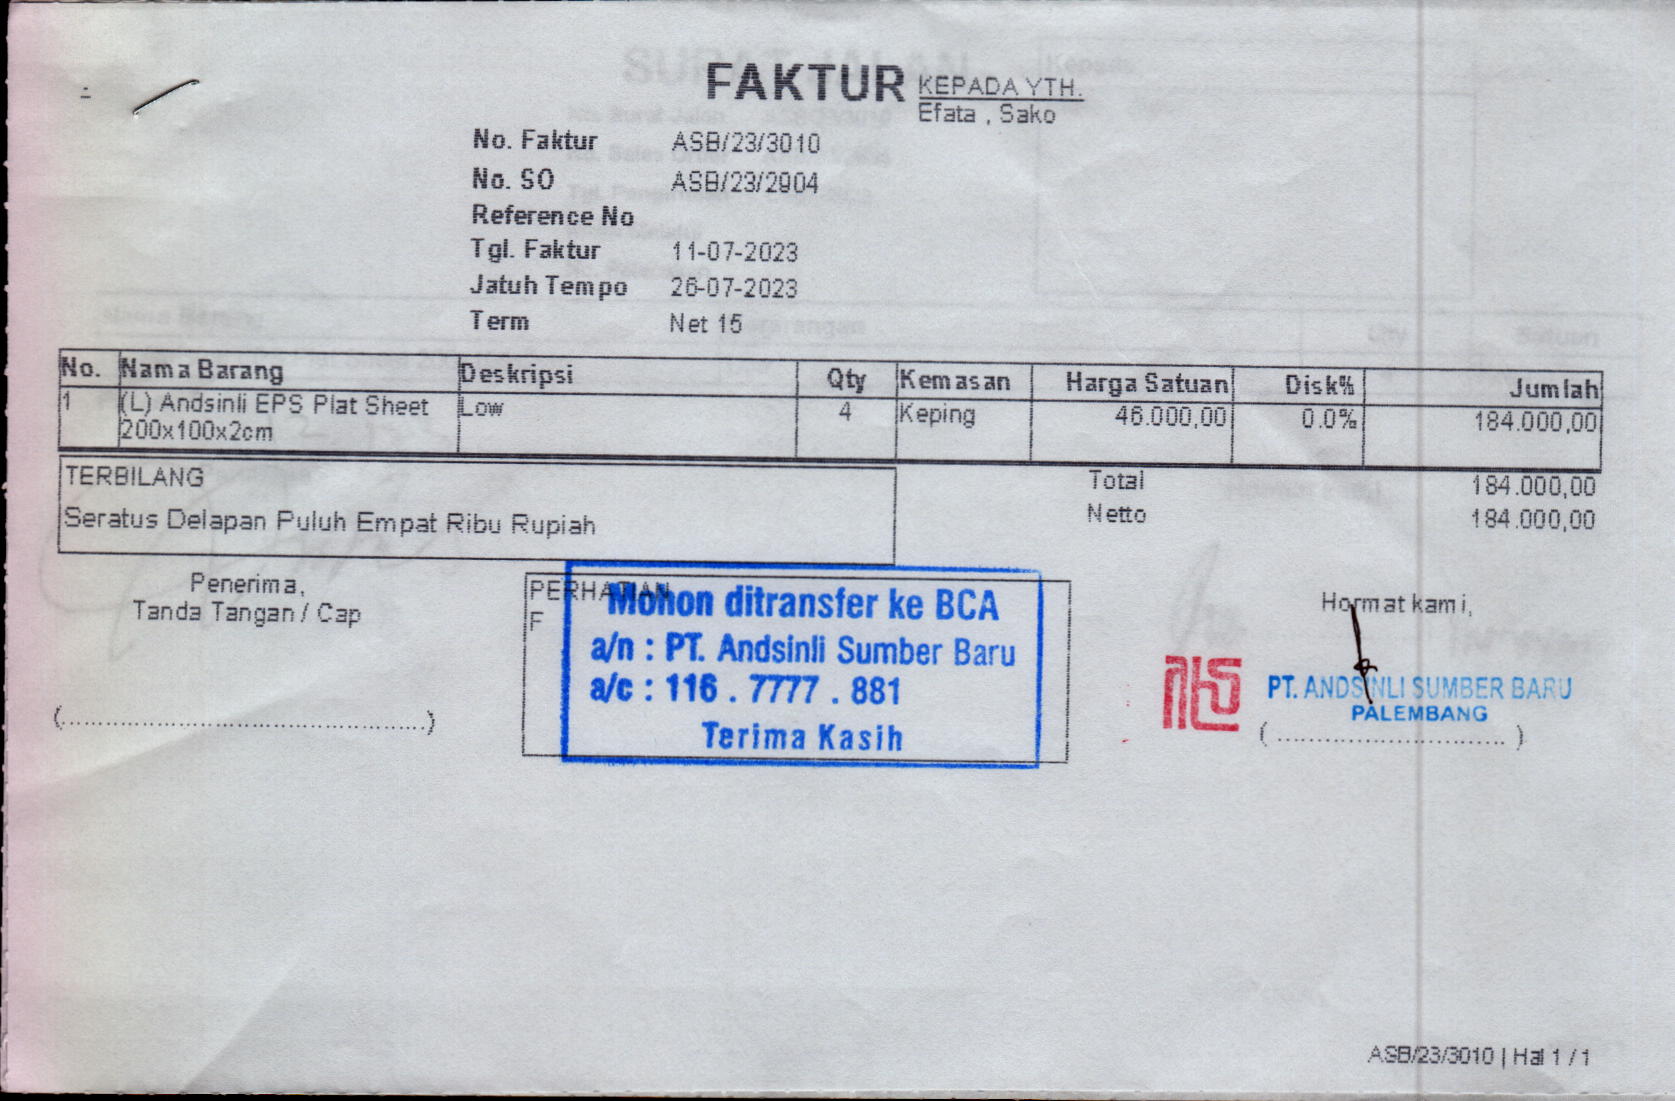 FAKTUR
KEPADA YTH.
Efata , Sako
No. Faktur ASB/23/3010
No. SO ASB/23/2904
Reference No
Tgl. Faktur 11-07-2023
Jatuh Tempo 26-07-2023
Term Net 15
No. Nama Barang Deskripsi Qty Kemasan Harga Satuan Disk% Jumlah
1 (L) Andsinli EPS Plat Sheet Low 4 Keping 46.000,00 0.0% 184.000,00
200x100x2cm
TERBILANG
Seratus Delapan Puluh Empat Ribu Rupiah
Total 184.000,00
Netto 184.000,00
Penerima,
Tanda Tangan / Cap
(......................................................)
PERHATIAN
F
Mohon ditransfer ke BCA
a/n : PT. Andsinli Sumber Baru
a/c : 116 . 7777 . 881
Terima Kasih
Hormat kami,
PT. ANDSINLI SUMBER BARU
PALEMBANG
( ................................ )
ASB/23/3010 | Hal 1 / 1